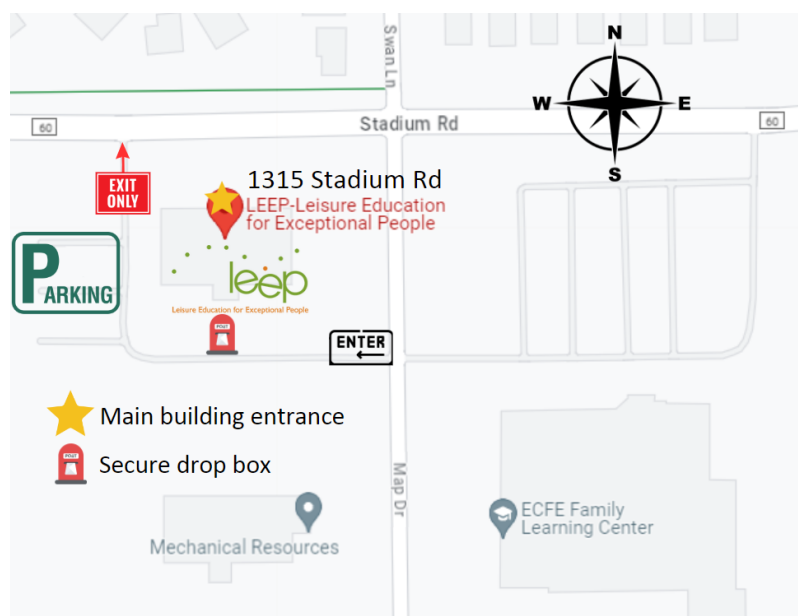 Swan Ln
N
W
E
S
60
Stadium Rd
60
EXIT
ONLY
1315 Stadium Rd
LEEP-Leisure Education
for Exceptional People
PARKING
leep
Leisure Education for Exceptional People
POST
ENTER
Main building entrance
POST
Secure drop box
Map Dr
ECFE Family
Learning Center
Mechanical Resources